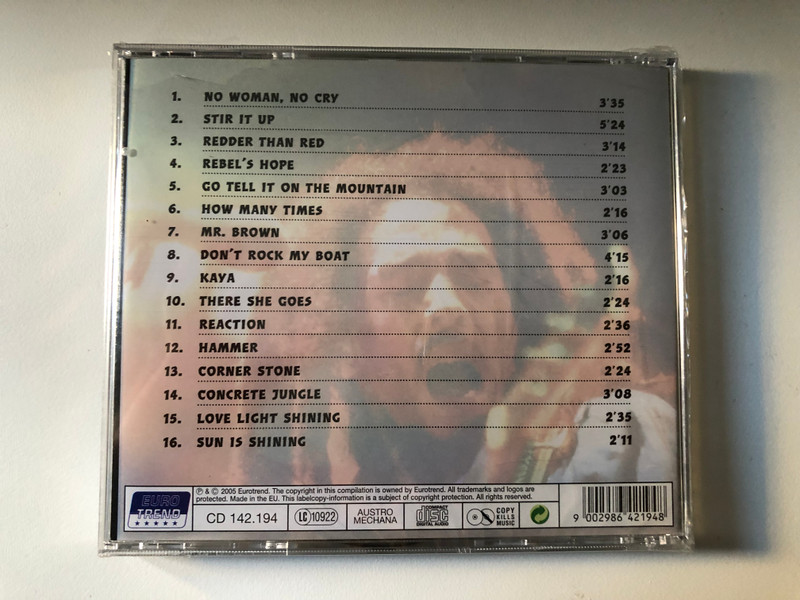 1. NO WOMAN, NO CRY 3'35
2. STIR IT UP 5'24
3. REDDER THAN RED 3'14
4. REBEL'S HOPE 2'23
5. GO TELL IT ON THE MOUNTAIN 3'03
6. HOW MANY TIMES 2'16
7. MR. BROWN 3'06
8. DON'T ROCK MY BOAT 4'15
9. KAYA 2'16
10. THERE SHE GOES 2'24
11. REACTION 2'36
12. HAMMER 2'52
13. CORNER STONE 2'24
14. CONCRETE JUNGLE 3'08
15. LOVE LIGHT SHINING 2'35
16. SUN IS SHINING 2'11
EURO
TREND
℗ & © 2005 Eurotrend. The copyright in this compilation is owned by Eurotrend. All trademarks and logos are
protected. Made in the EU. This labelcopy-information is a subject of copyright protection. All rights reserved.
CD 142.194
LC 10922
AUSTRO
MECHANA
COMPACT
disc
DIGITAL AUDIO
COPY
KILLS
MUSIC
9 002986 421948